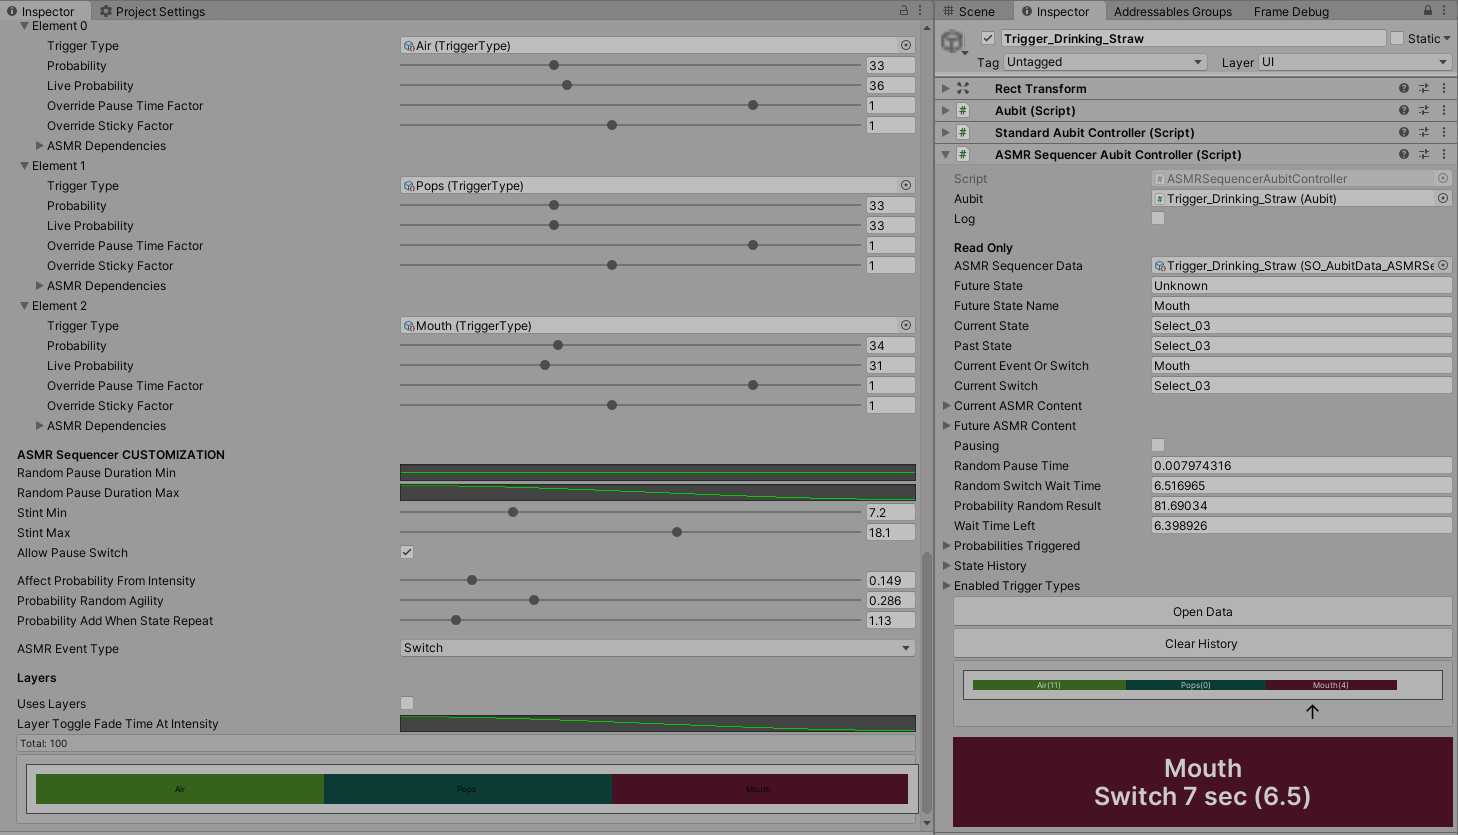 Inspector
Project Settings
Element 0
Trigger Type
Air (TriggerType)
Probability
33
Live Probability
36
Override Pause Time Factor
1
Override Sticky Factor
1
ASMR Dependencies
Element 1
Trigger Type
Pops (TriggerType)
Probability
33
Live Probability
33
Override Pause Time Factor
1
Override Sticky Factor
1
ASMR Dependencies
Element 2
Trigger Type
Mouth (TriggerType)
Probability
34
Live Probability
31
Override Pause Time Factor
1
Override Sticky Factor
1
ASMR Dependencies
ASMR Sequencer CUSTOMIZATION
Random Pause Duration Min
Random Pause Duration Max
Stint Min
7.2
Stint Max
18.1
Allow Pause Switch
Affect Probability From Intensity
0.149
Probability Random Agility
0.286
Probability Add When State Repeat
1.13
ASMR Event Type
Switch
Layers
Uses Layers
Layer Toggle Fade Time At Intensity
Total: 100
Air
Pops
Mouth
Scene
Inspector
Addressables Groups
Frame Debug
Trigger_Drinking_Straw
Static
Tag
Untagged
Layer
UI
Rect Transform
Aubit (Script)
Standard Aubit Controller (Script)
ASMR Sequencer Aubit Controller (Script)
Script
ASMRSequencerAubitController
Aubit
Trigger_Drinking_Straw (Aubit)
Log
Read Only
ASMR Sequencer Data
Trigger_Drinking_Straw (SO_AubitData_ASMRSe
Future State
Unknown
Future State Name
Mouth
Current State
Select_03
Past State
Select_03
Current Event Or Switch
Mouth
Current Switch
Select_03
Current ASMR Content
Future ASMR Content
Pausing
Random Pause Time
0.007974316
Random Switch Wait Time
6.516965
Probability Random Result
81.69034
Wait Time Left
6.398926
Probabilities Triggered
State History
Enabled Trigger Types
Open Data
Clear History
Air(11)
Pops(0)
Mouth(4)
Mouth
Switch 7 sec (6.5)